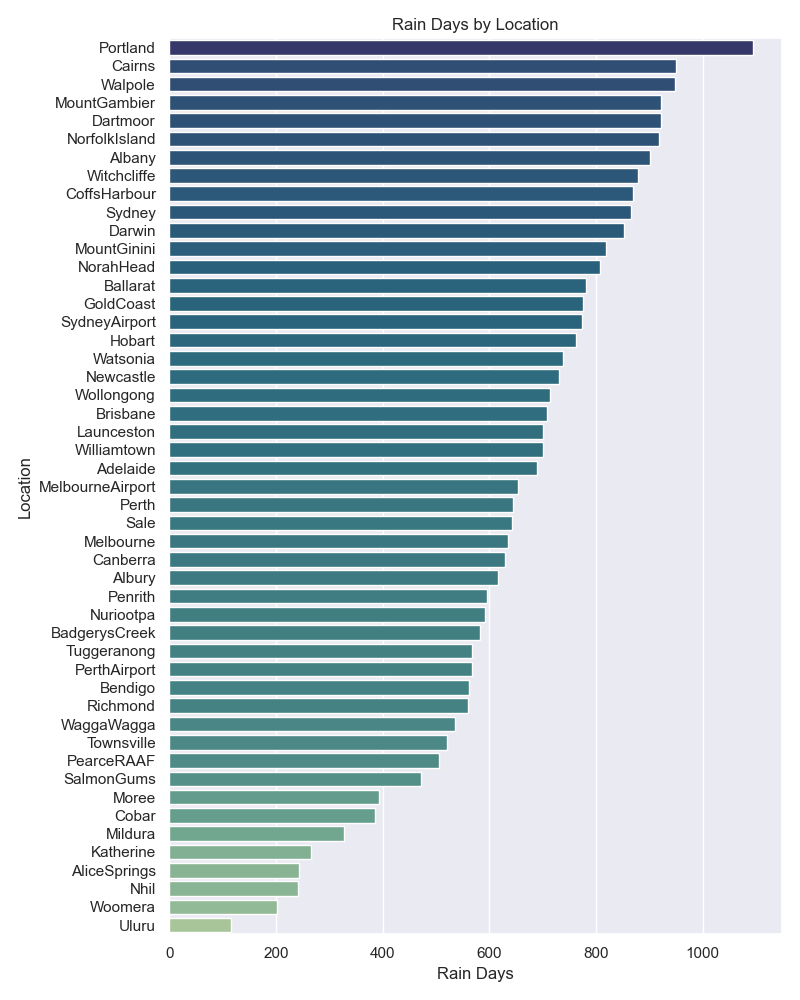 Rain Days by Location
Portland
Cairns
Walpole
MountGambier
Dartmoor
NorfolkIsland
Albany
Witchcliffe
CoffsHarbour
Sydney
Darwin
MountGinini
NorahHead
Ballarat
GoldCoast
SydneyAirport
Hobart
Watsonia
Newcastle
Wollongong
Brisbane
Launceston
Williamtown
Adelaide
MelbourneAirport
Perth
Sale
Melbourne
Canberra
Albury
Penrith
Nuriootpa
BadgerysCreek
Tuggeranong
PerthAirport
Bendigo
Richmond
WaggaWagga
Townsville
PearceRAAF
SalmonGums
Moree
Cobar
Mildura
Katherine
AliceSprings
Nhil
Woomera
Uluru
Location
0 200 400 600 800 1000
Rain Days